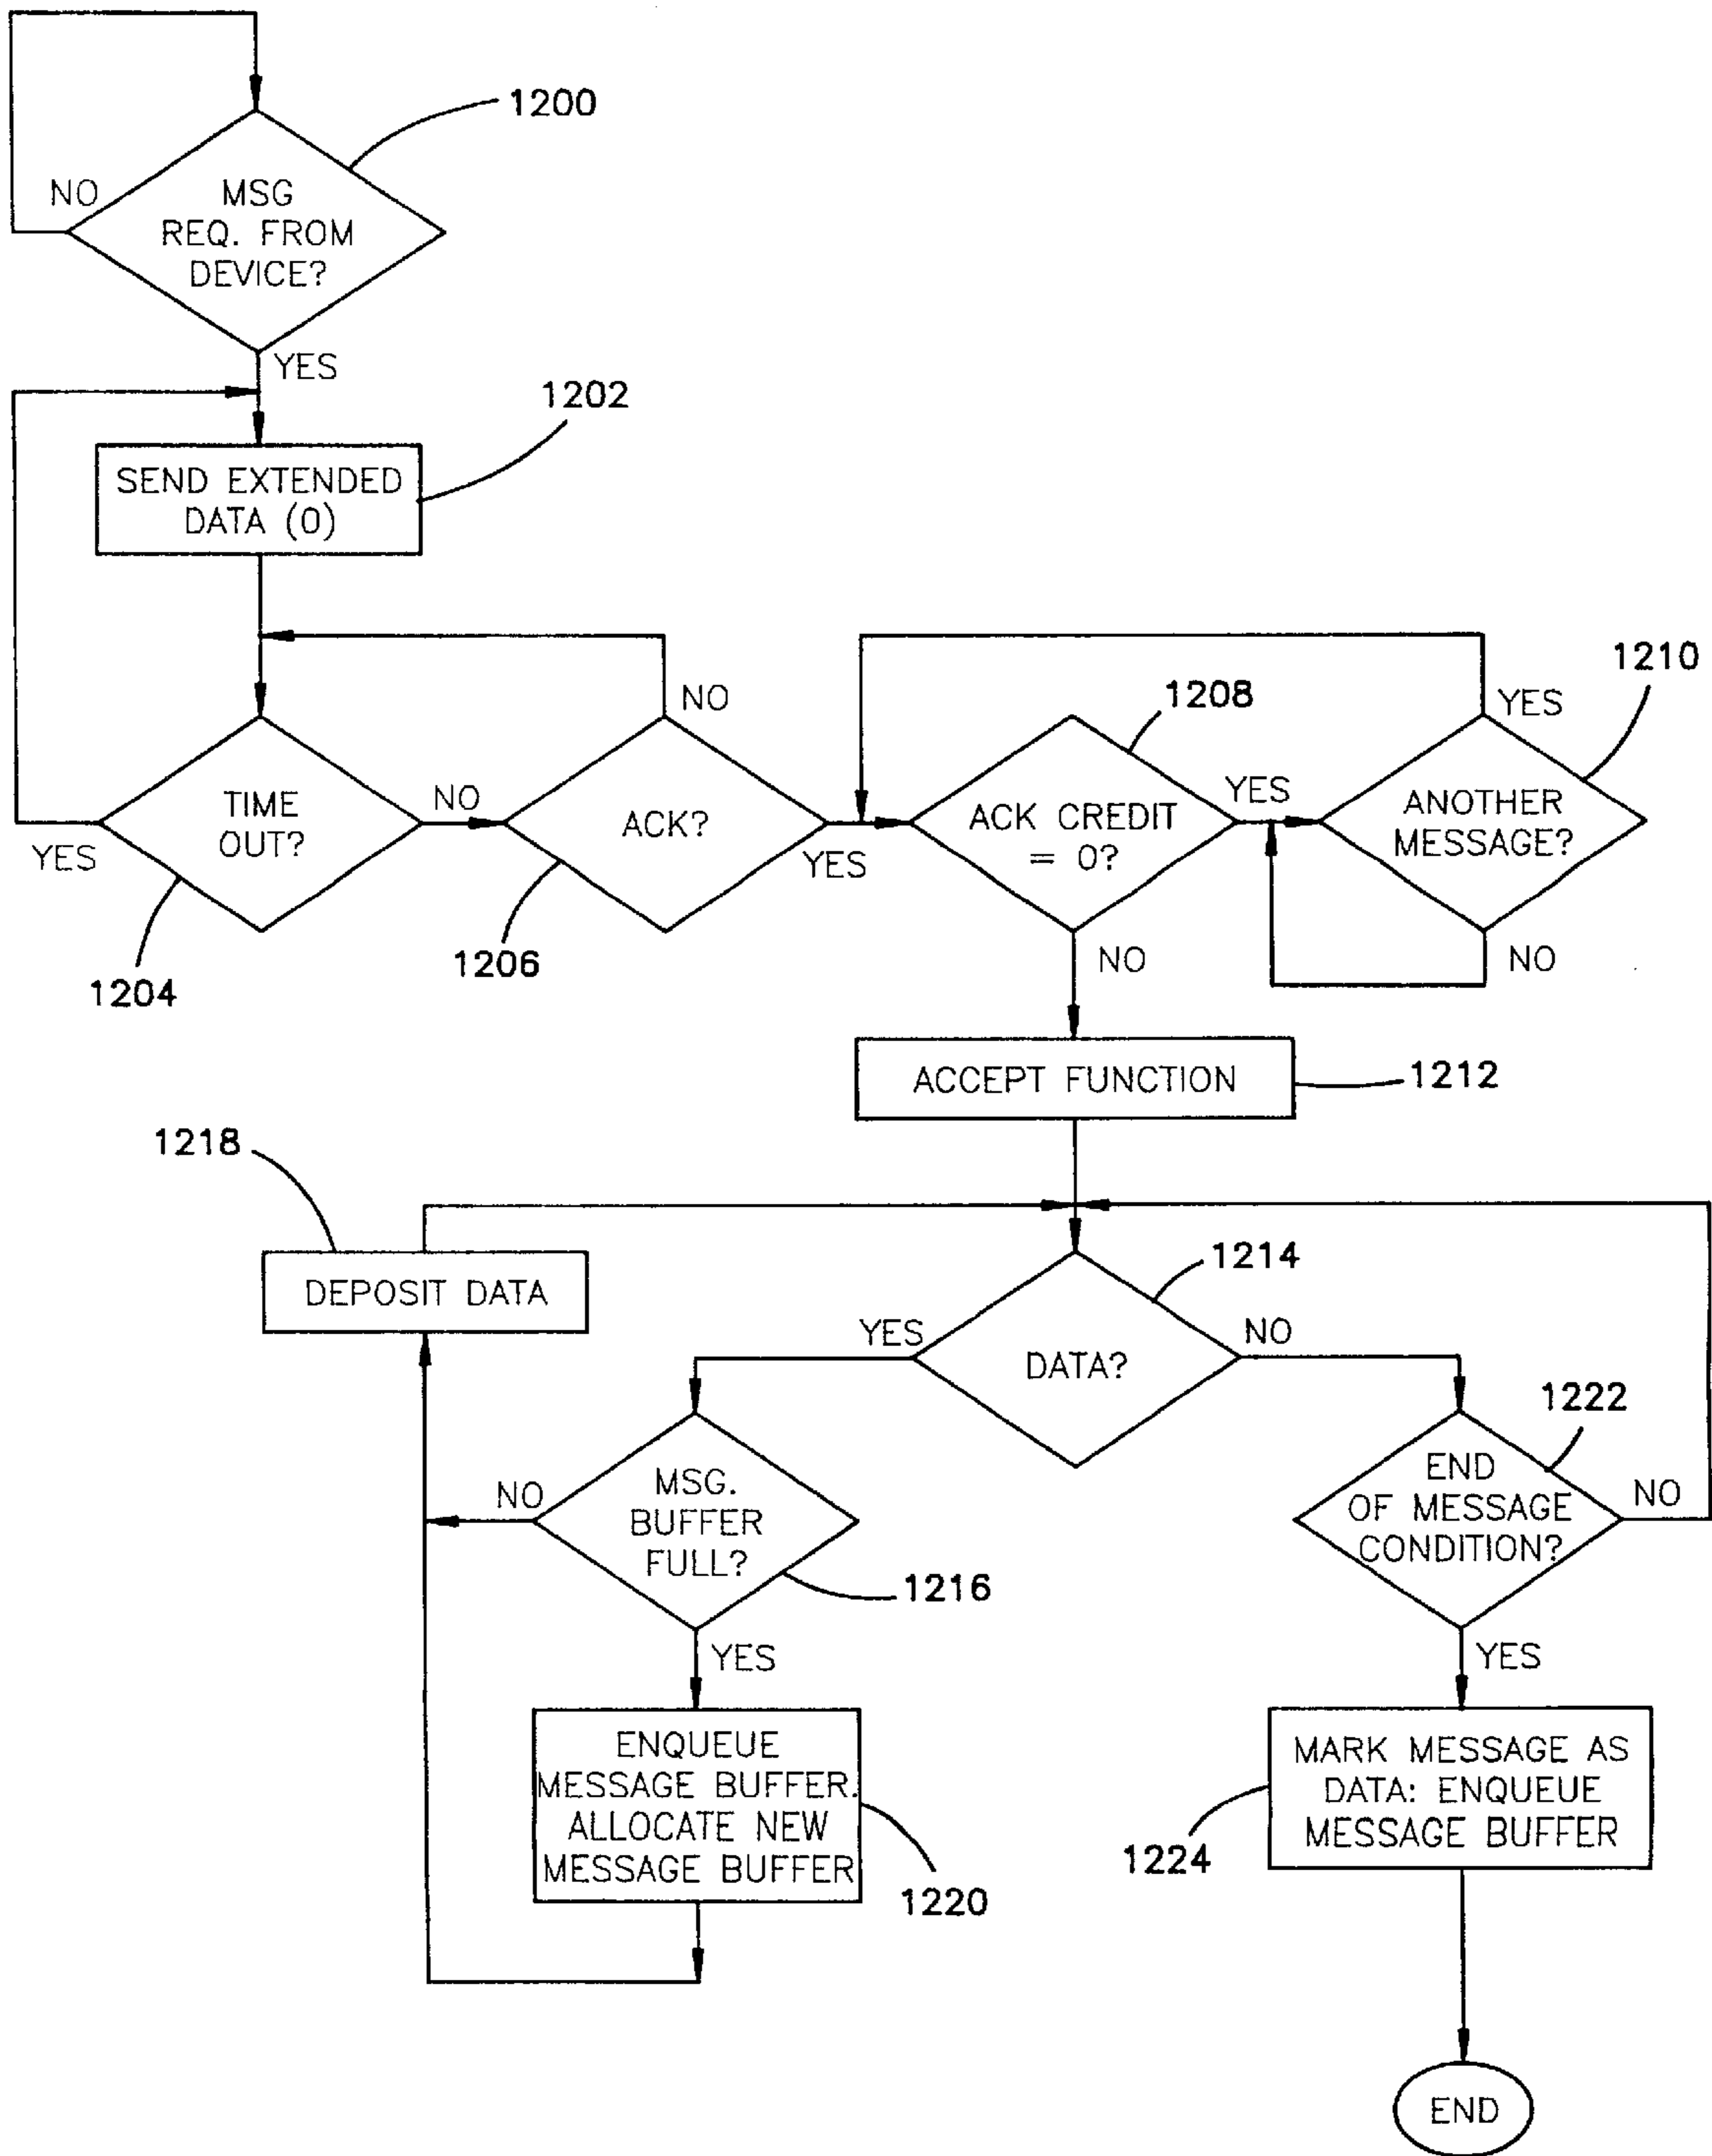 1200
NO
MSG
REQ. FROM
DEVICE?
YES
1202
SEND EXTENDED
DATA (0)
1210
1208
NO
YES
TIME
OUT?
NO
ACK?
ACK CREDIT
= 0?
YES
ANOTHER
MESSAGE?
YES
YES
1204
1206
NO
NO
ACCEPT FUNCTION
1212
1218
DEPOSIT DATA
1214
YES
DATA?
NO
1222
NO
MSG.
BUFFER
FULL?
END
OF MESSAGE
CONDITION?
NO
1216
YES
YES
ENQUEUE
MESSAGE BUFFER.
ALLOCATE NEW
MESSAGE BUFFER
MARK MESSAGE AS
DATA: ENQUEUE
MESSAGE BUFFER
1224
1220
END